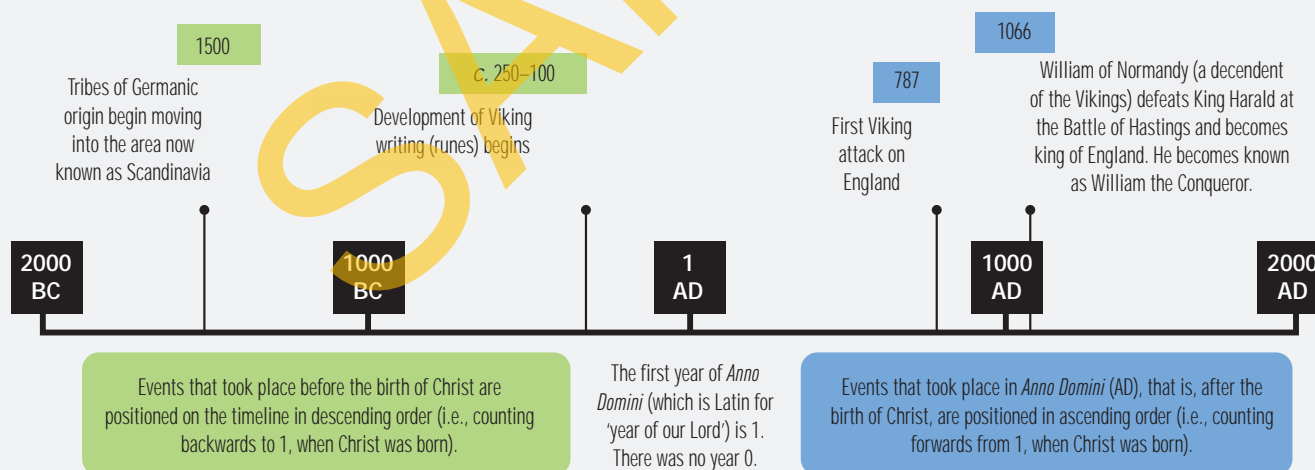 1500
Tribes of Germanic
origin begin moving
into the area now
known as Scandinavia
c. 250–100
Development of Viking
writing (runes) begins
787
First Viking
attack on
England
1066
William of Normandy (a decendent
of the Vikings) defeats King Harald at
the Battle of Hastings and becomes
king of England. He becomes known
as William the Conqueror.
2000
BC
1000
BC
1
AD
1000
AD
2000
AD
Events that took place before the birth of Christ are
positioned on the timeline in descending order (i.e., counting
backwards to 1, when Christ was born).
The first year of Anno
Domini (which is Latin for
‘year of our Lord’) is 1.
There was no year 0.
Events that took place in Anno Domini (AD), that is, after the
birth of Christ, are positioned in ascending order (i.e., counting
forwards from 1, when Christ was born).